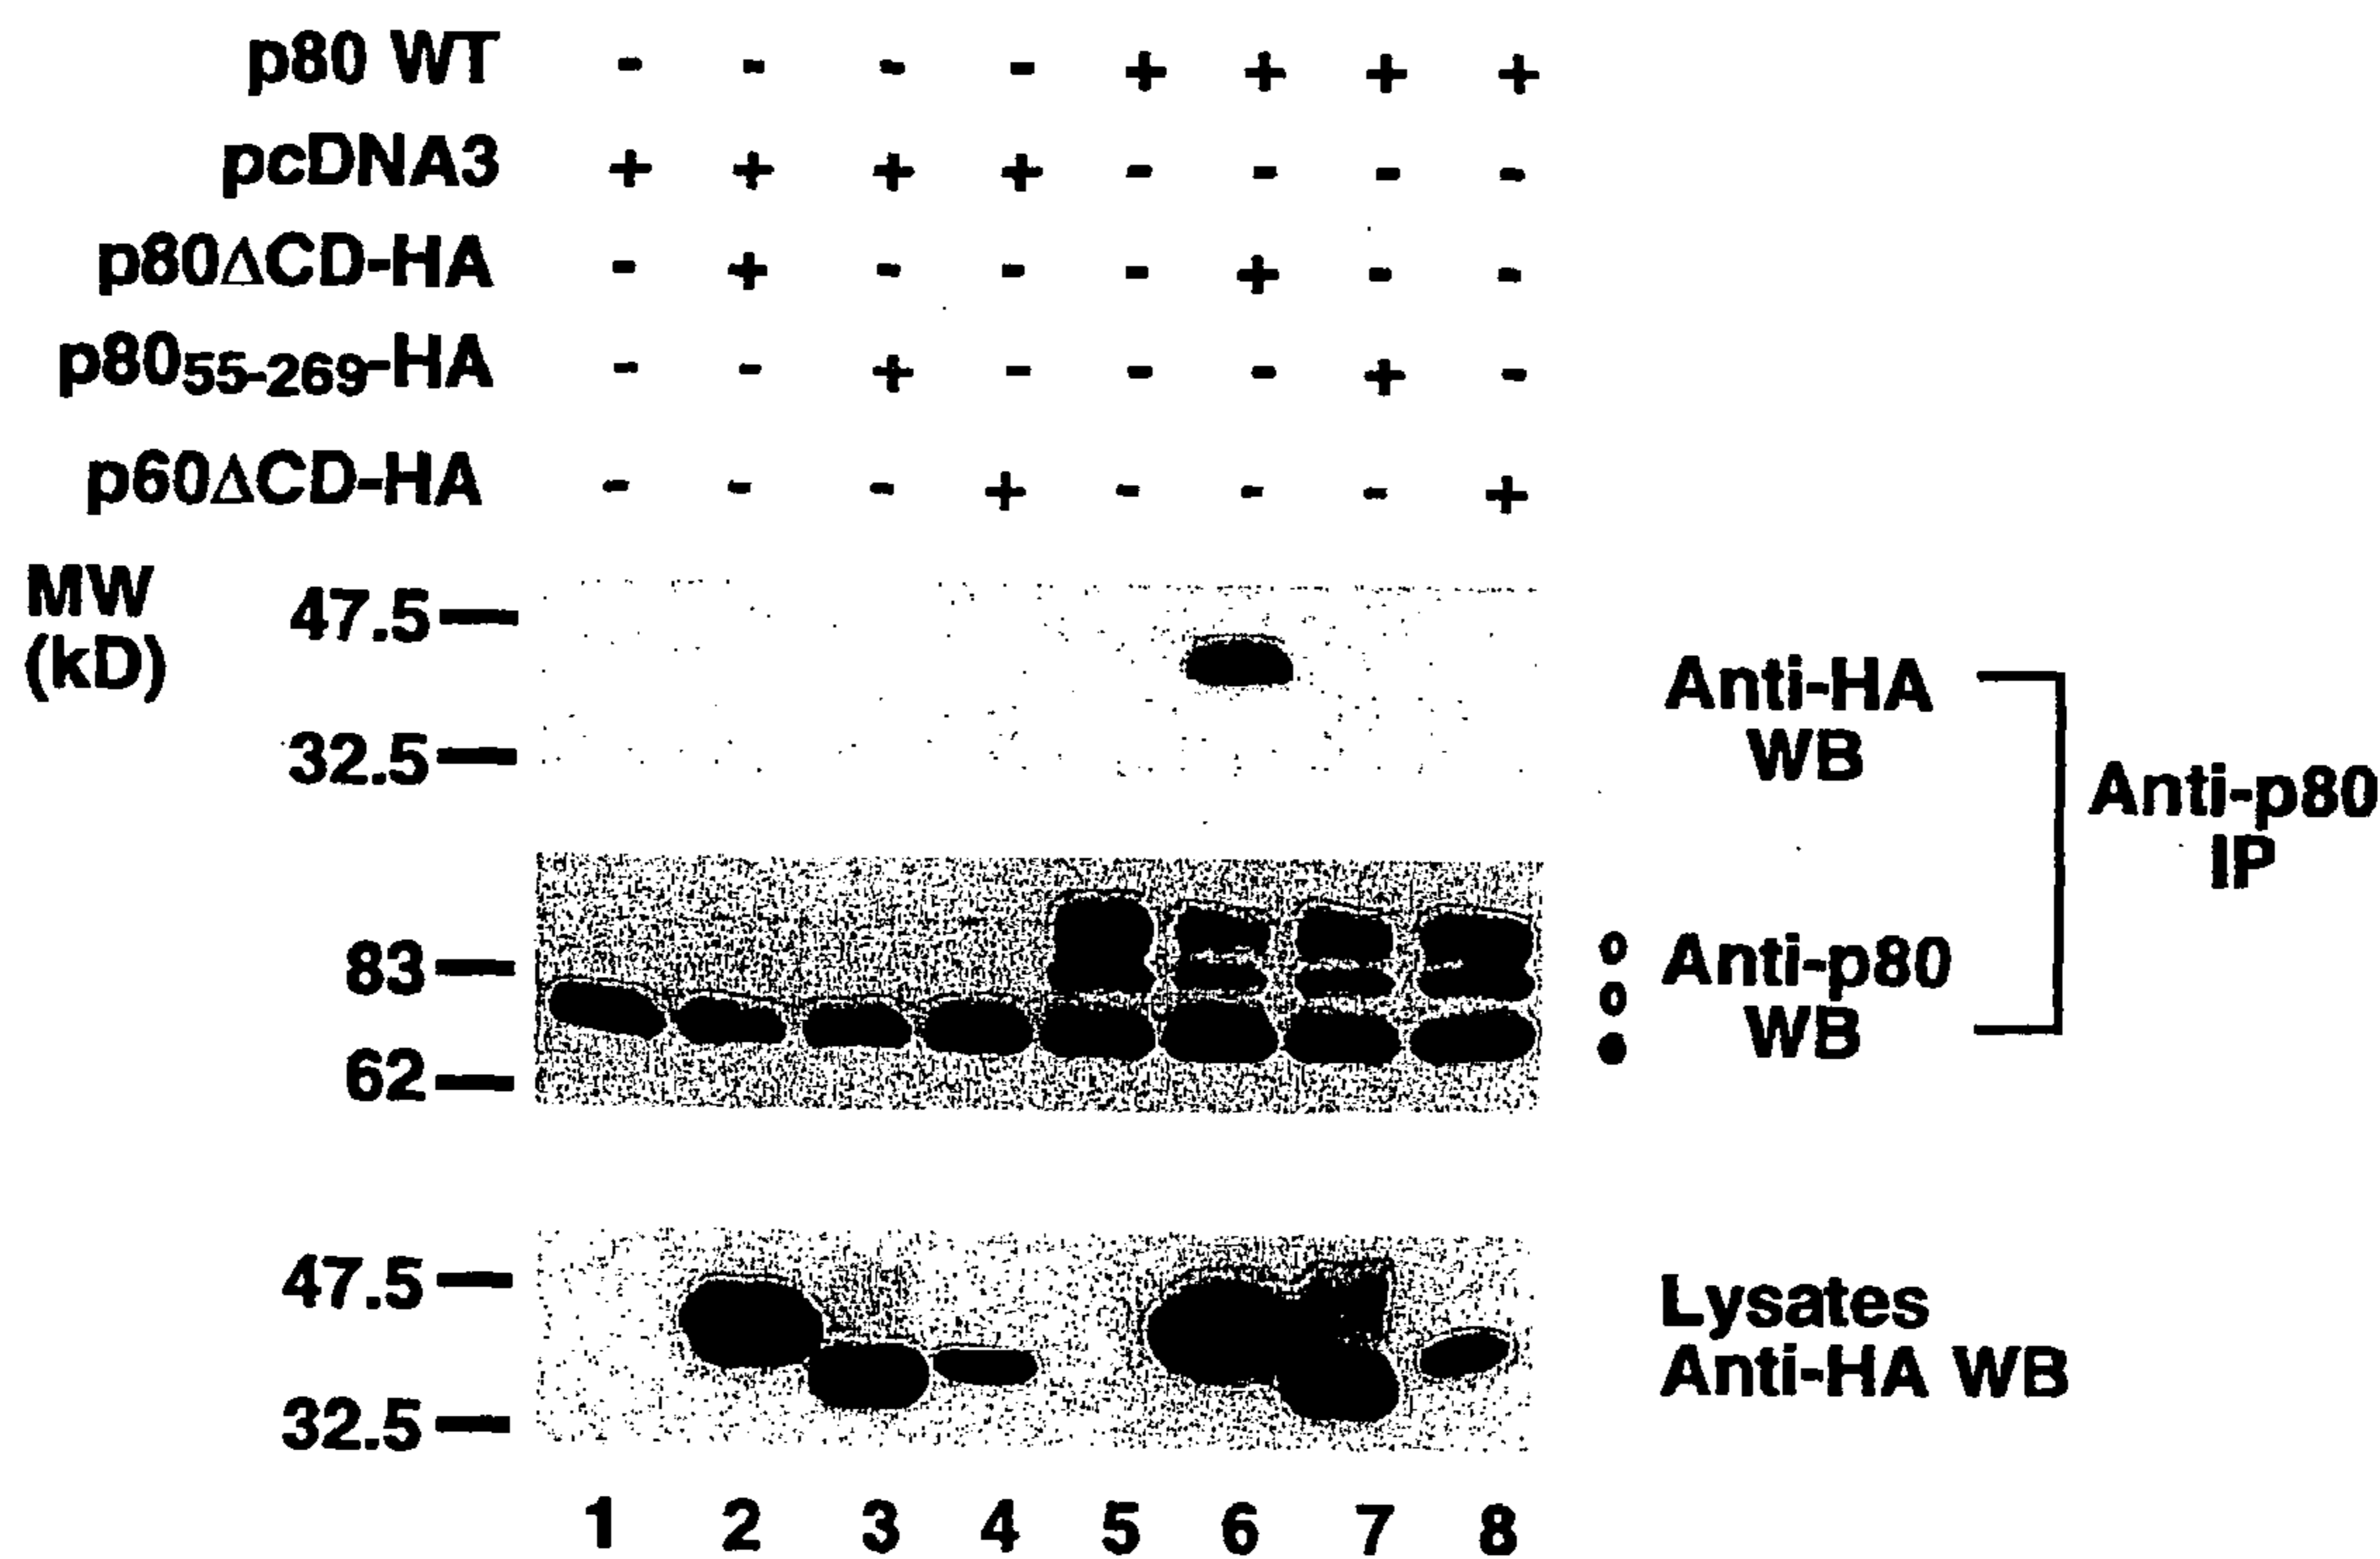 p80 WT - - - - + + + +
pcDNA3 + + + + - - - -
p80ΔCD-HA - + - - - + - -
p8055-269-HA - - + - - - + -
p60ΔCD-HA - - - + - - - +
MW
(kD)
47.5
32.5
Anti-HA
WB
Anti-p80
IP
83
62
Anti-p80
WB
47.5
32.5
Lysates
Anti-HA WB
1 2 3 4 5 6 7 8